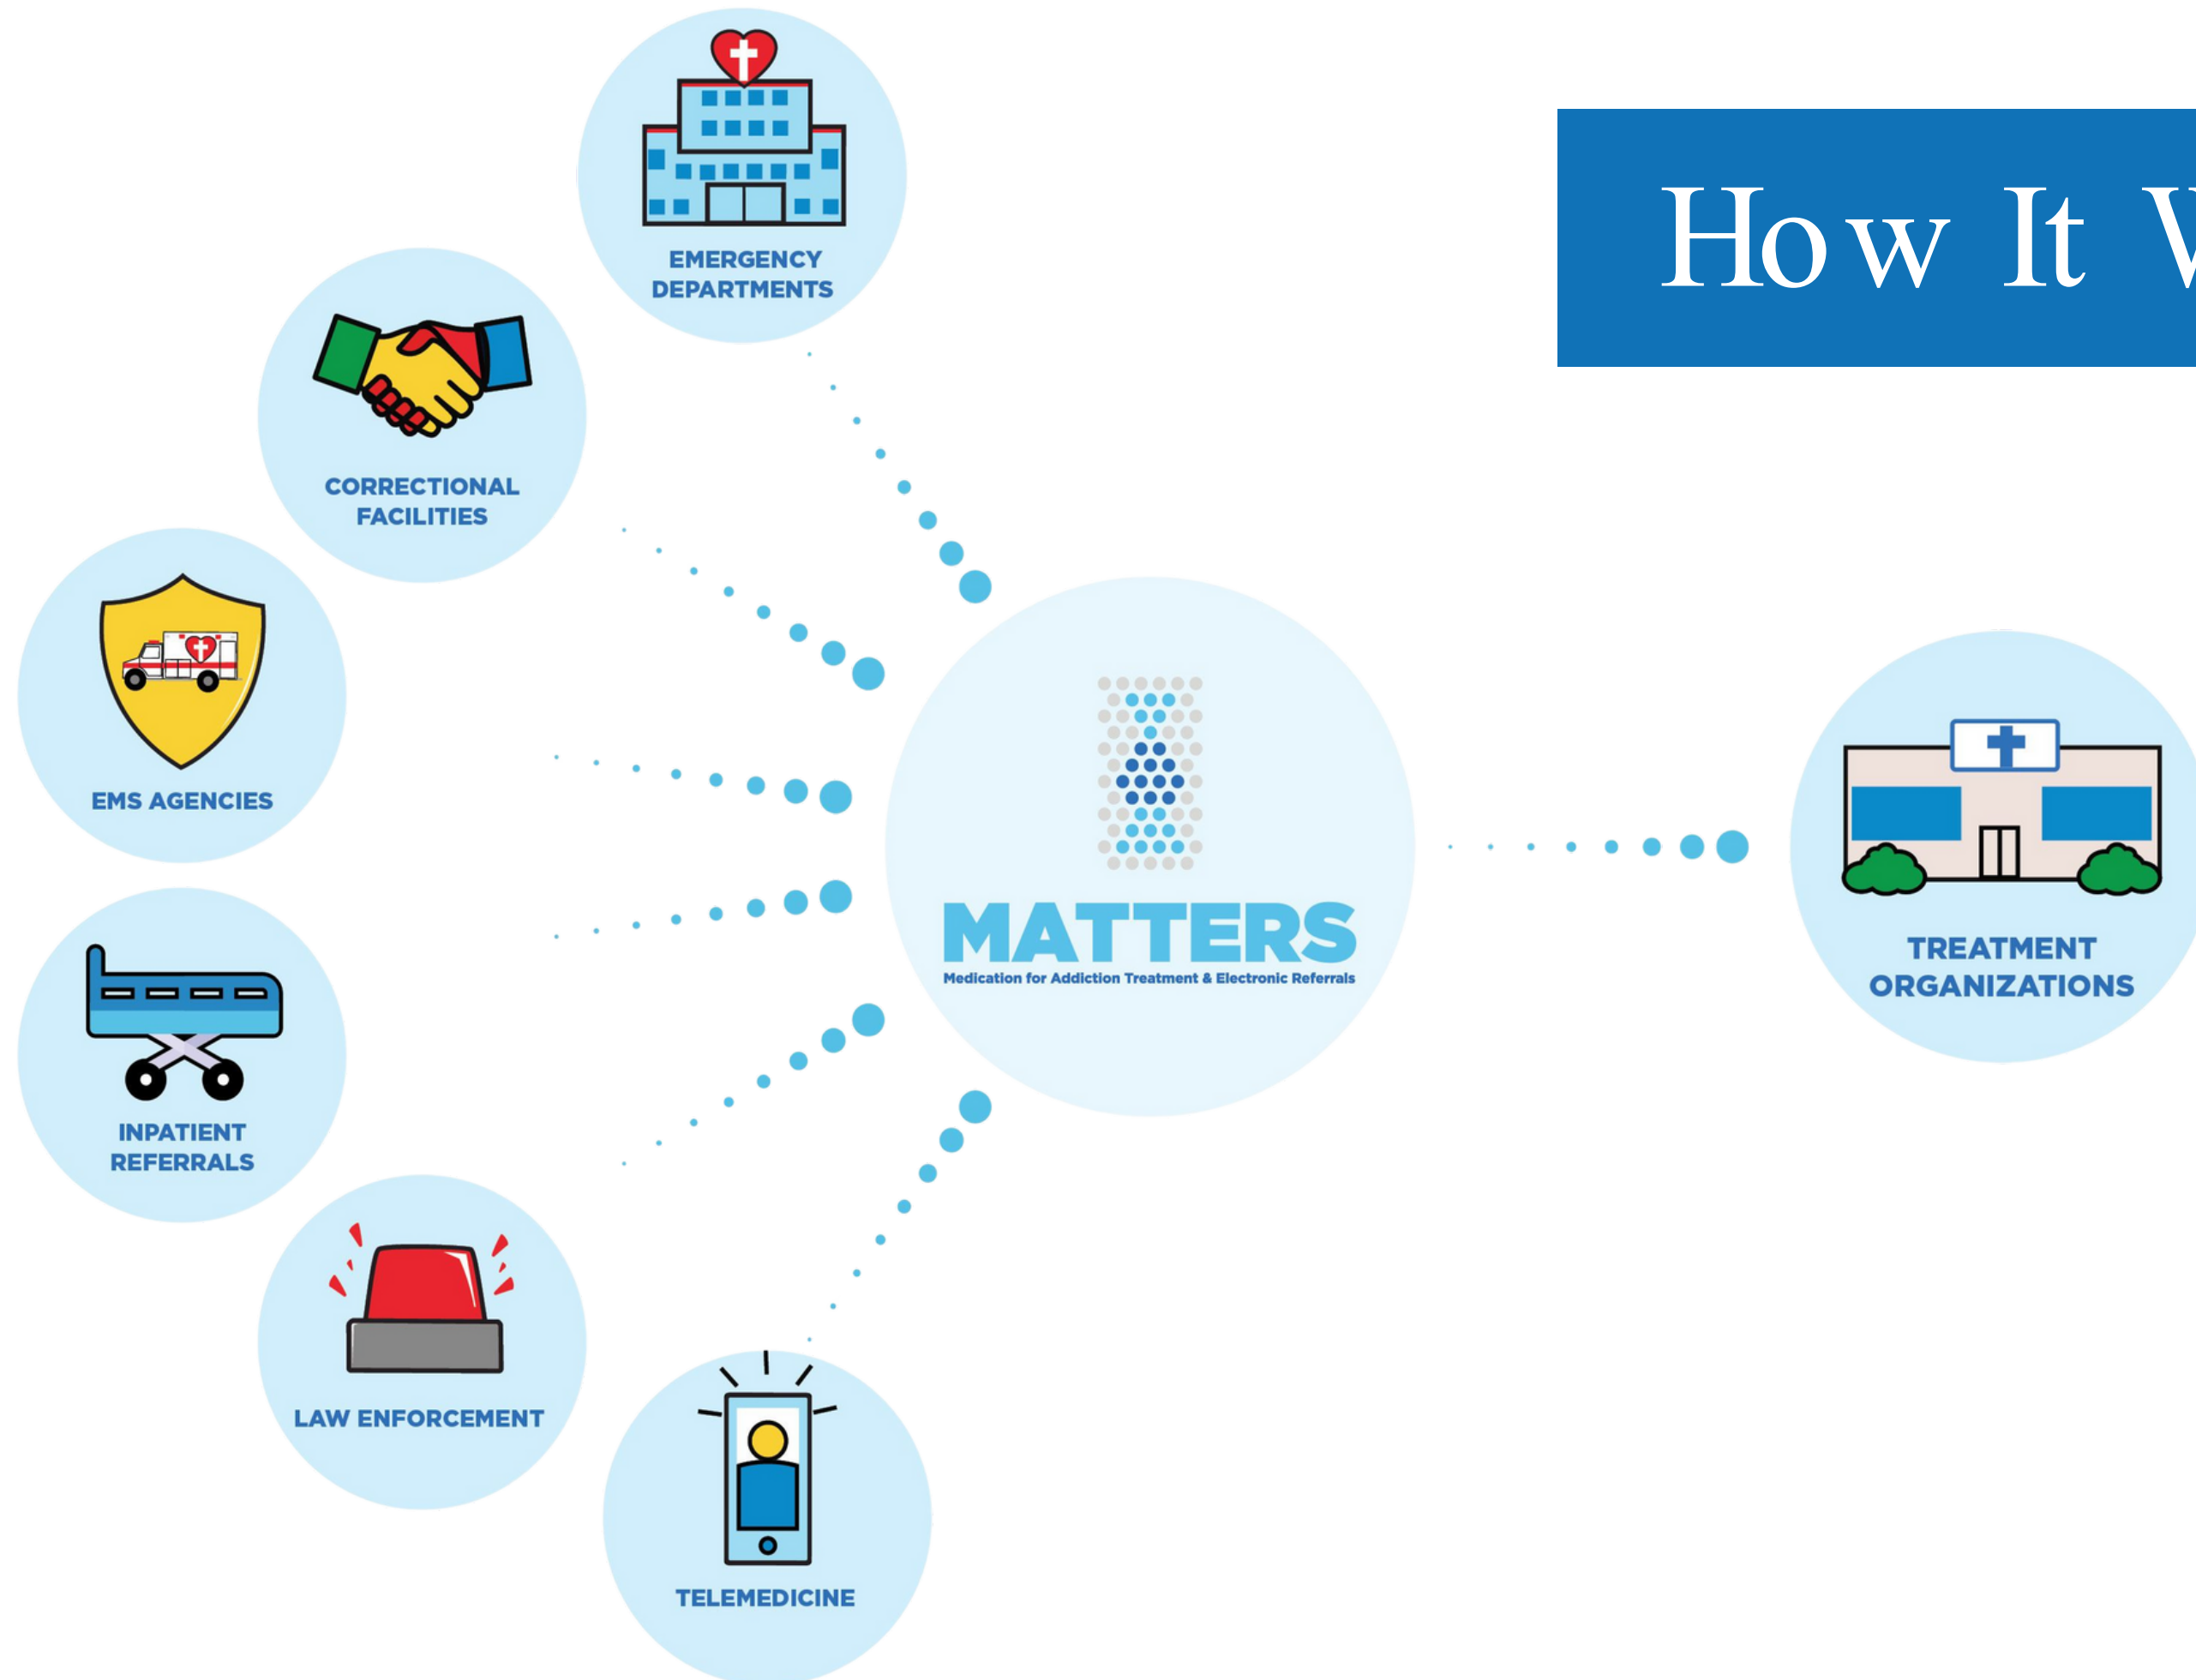 How It
EMERGENCY
DEPARTMENTS
CORRECTIONAL
FACILITIES
EMS AGENCIES
INPATIENT
REFERRALS
LAW ENFORCEMENT
TELEMEDICINE
MATTERS
Medication for Addiction Treatment & Electronic Referrals
TREATMENT
ORGANIZATIONS